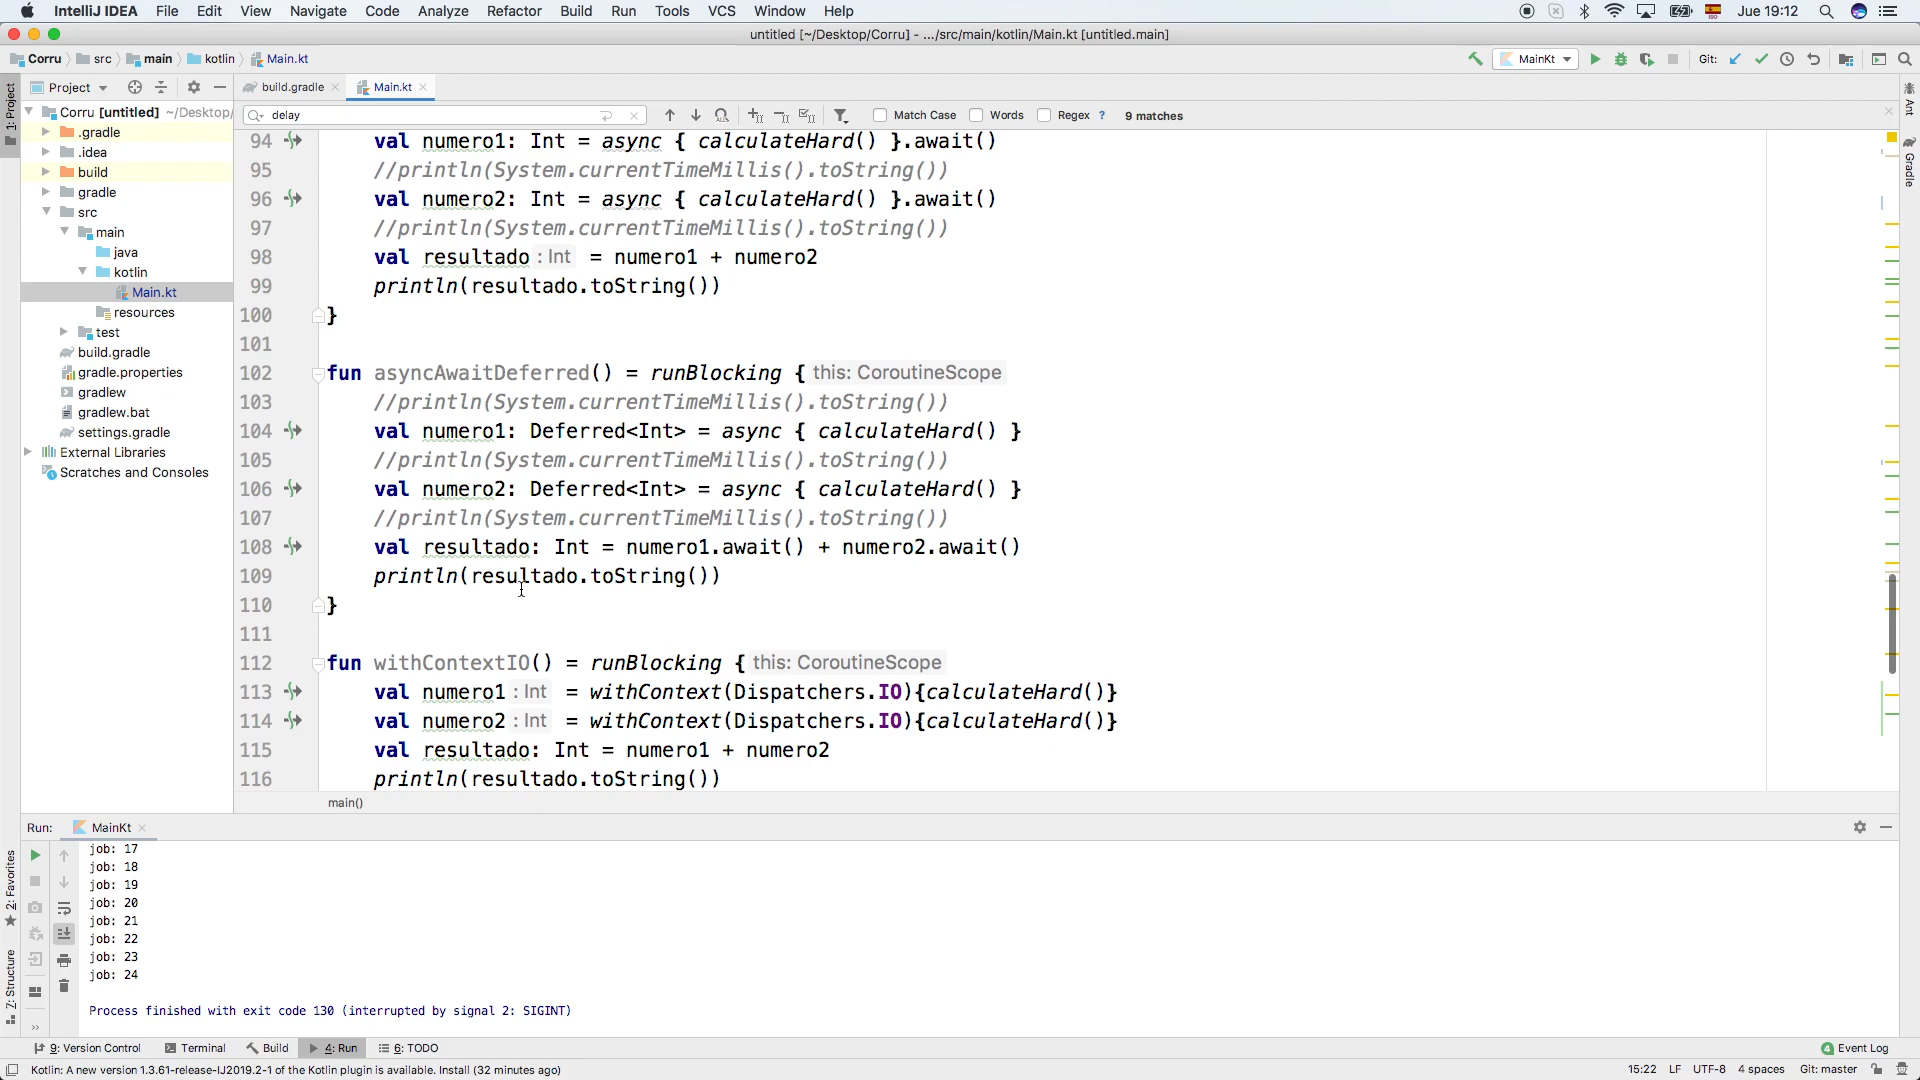 IntelliJ IDEA File Edit View Navigate Code Analyze Refactor Build Run Tools VCS Window Help Jue 19:12
untitled [~/Desktop/Corru] - .../src/main/kotlin/Main.kt [untitled.main]
Corru src main kotlin Main.kt MainKt Git:
Project build.gradle Main.kt
delay Match Case Words Regex ? 9 matches
1: Project
Corru [untitled] ~/Desktop/
.gradle
.idea
build
gradle
src
main
java
kotlin
Main.kt
resources
test
build.gradle
gradle.properties
gradlew
gradlew.bat
settings.gradle
External Libraries
Scratches and Consoles
94 val numero1: Int = async { calculateHard() }.await()
95 //println(System.currentTimeMillis().toString())
96 val numero2: Int = async { calculateHard() }.await()
97 //println(System.currentTimeMillis().toString())
98 val resultado : Int = numero1 + numero2
99 println(resultado.toString())
100 }
101
102 fun asyncAwaitDeferred() = runBlocking { this: CoroutineScope
103 //println(System.currentTimeMillis().toString())
104 val numero1: Deferred<Int> = async { calculateHard() }
105 //println(System.currentTimeMillis().toString())
106 val numero2: Deferred<Int> = async { calculateHard() }
107 //println(System.currentTimeMillis().toString())
108 val resultado: Int = numero1.await() + numero2.await()
109 println(resultado.toString())
110 }
111
112 fun withContextIO() = runBlocking { this: CoroutineScope
113 val numero1 : Int = withContext(Dispatchers.IO){calculateHard()}
114 val numero2 : Int = withContext(Dispatchers.IO){calculateHard()}
115 val resultado: Int = numero1 + numero2
116 println(resultado.toString())
main()
Ant
Gradle
Run: MainKt
job: 17
job: 18
job: 19
job: 20
job: 21
job: 22
job: 23
job: 24
Process finished with exit code 130 (interrupted by signal 2: SIGINT)
2: Favorites
Z: Structure
9: Version Control Terminal Build 4: Run 6: TODO 4 Event Log
Kotlin: A new version 1.3.61-release-IJ2019.2-1 of the Kotlin plugin is available. Install (32 minutes ago) 15:22 LF UTF-8 4 spaces Git: master